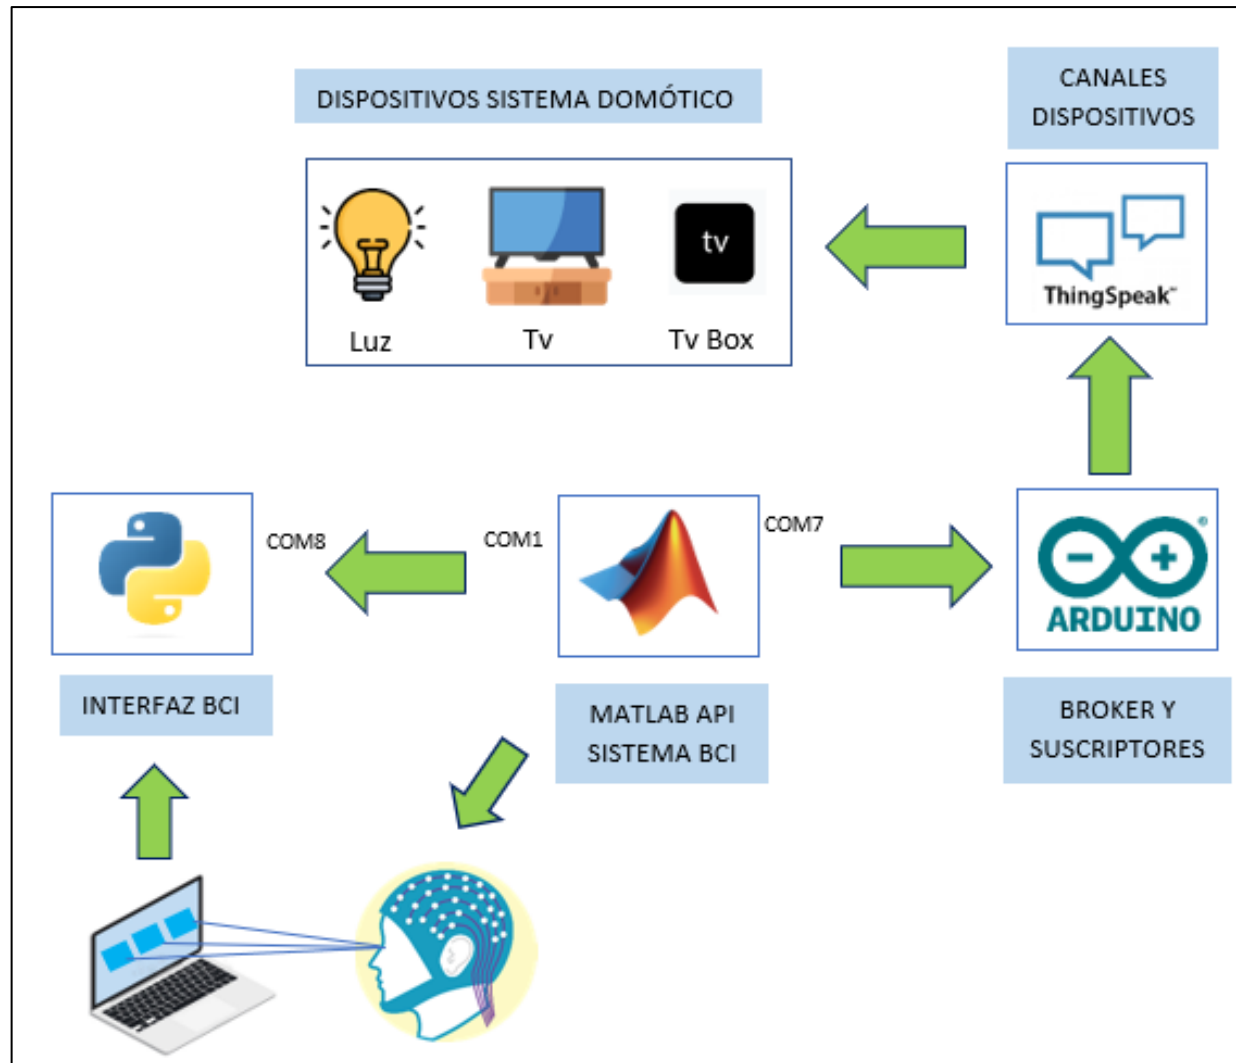 DISPOSITIVOS SISTEMA DOMÓTICO
CANALES
DISPOSITIVOS
tv
Luz
Tv
Tv Box
ThingSpeak™
COM8
COM1
COM7
ARDUINO
INTERFAZ BCI
MATLAB API
SISTEMA BCI
BROKER Y
SUSCRIPTORES